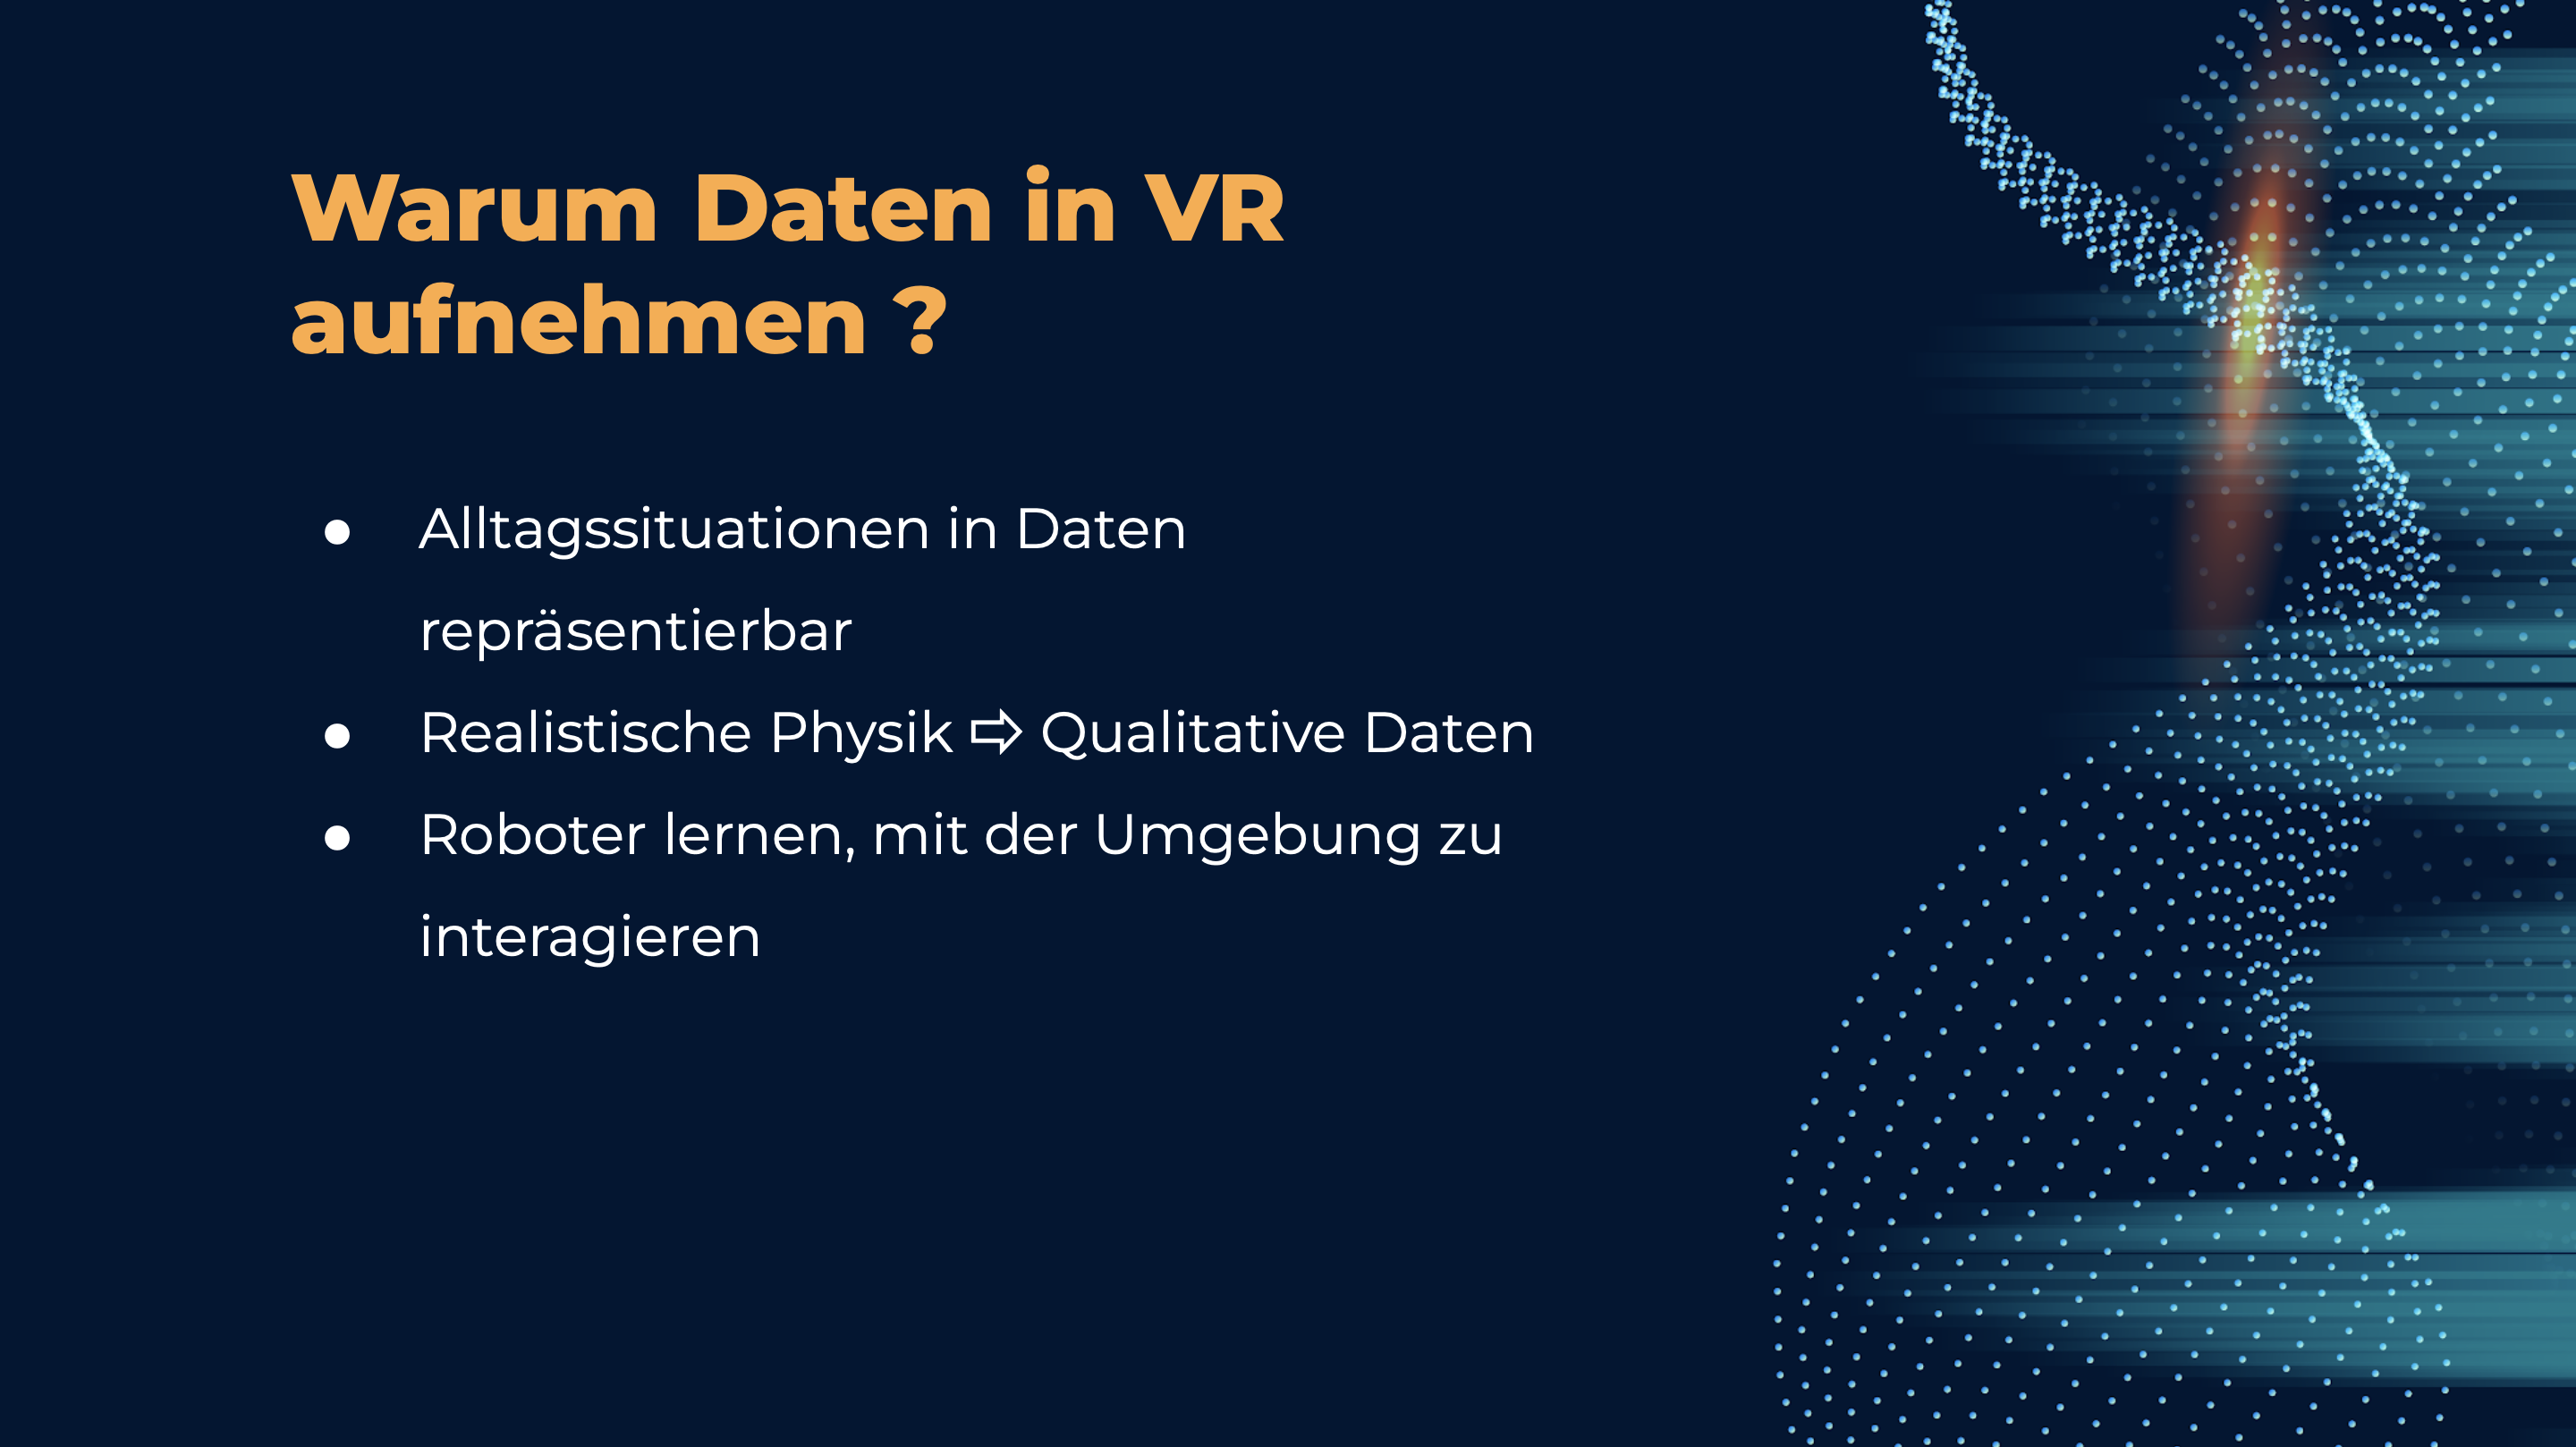 Warum Daten in VR
aufnehmen ?
● Alltagssituationen in Daten
repräsentierbar
● Realistische Physik ⇨ Qualitative Daten
● Roboter lernen, mit der Umgebung zu
interagieren